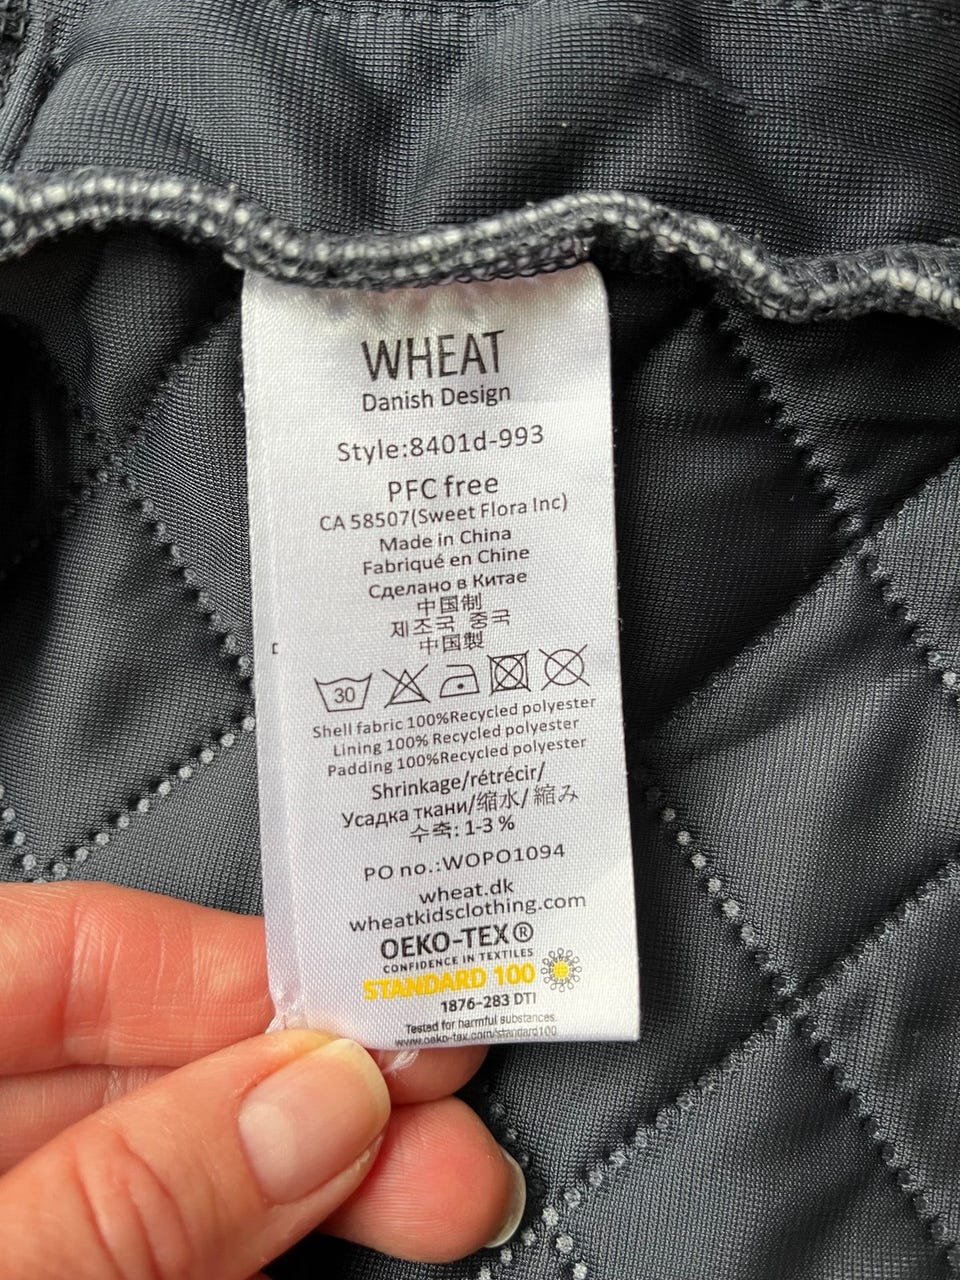 WHEAT
Danish Design
Style:8401d-993
PFC free
CA 58507(Sweet Flora Inc)
Made in China
Fabriqué en Chine
Сделано в Китае
中国制
제조국 중국
中国製
30
Shell fabric 100%Recycled polyester
Lining 100% Recycled polyester
Padding 100%Recycled polyester
Shrinkage/rétrécir/
Усадка ткани/缩水/ 縮み
수축: 1-3 %
PO no.:WOPO1094
wheat.dk
wheatkidsclothing.com
OEKO-TEX®
CONFIDENCE IN TEXTILES
STANDARD 100
1876-283 DTI
Tested for harmful substances.
www.oeko-tex.com/standard100